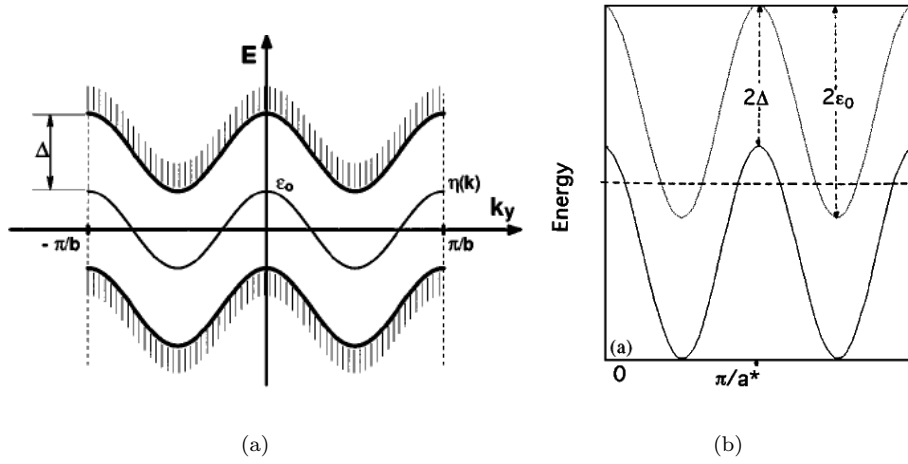 E
Δ
ε₀
η(k)
k_y
- π/b
π/b
(a)
2Δ
2ε₀
Energy
(a)
0
π/a*
(b)